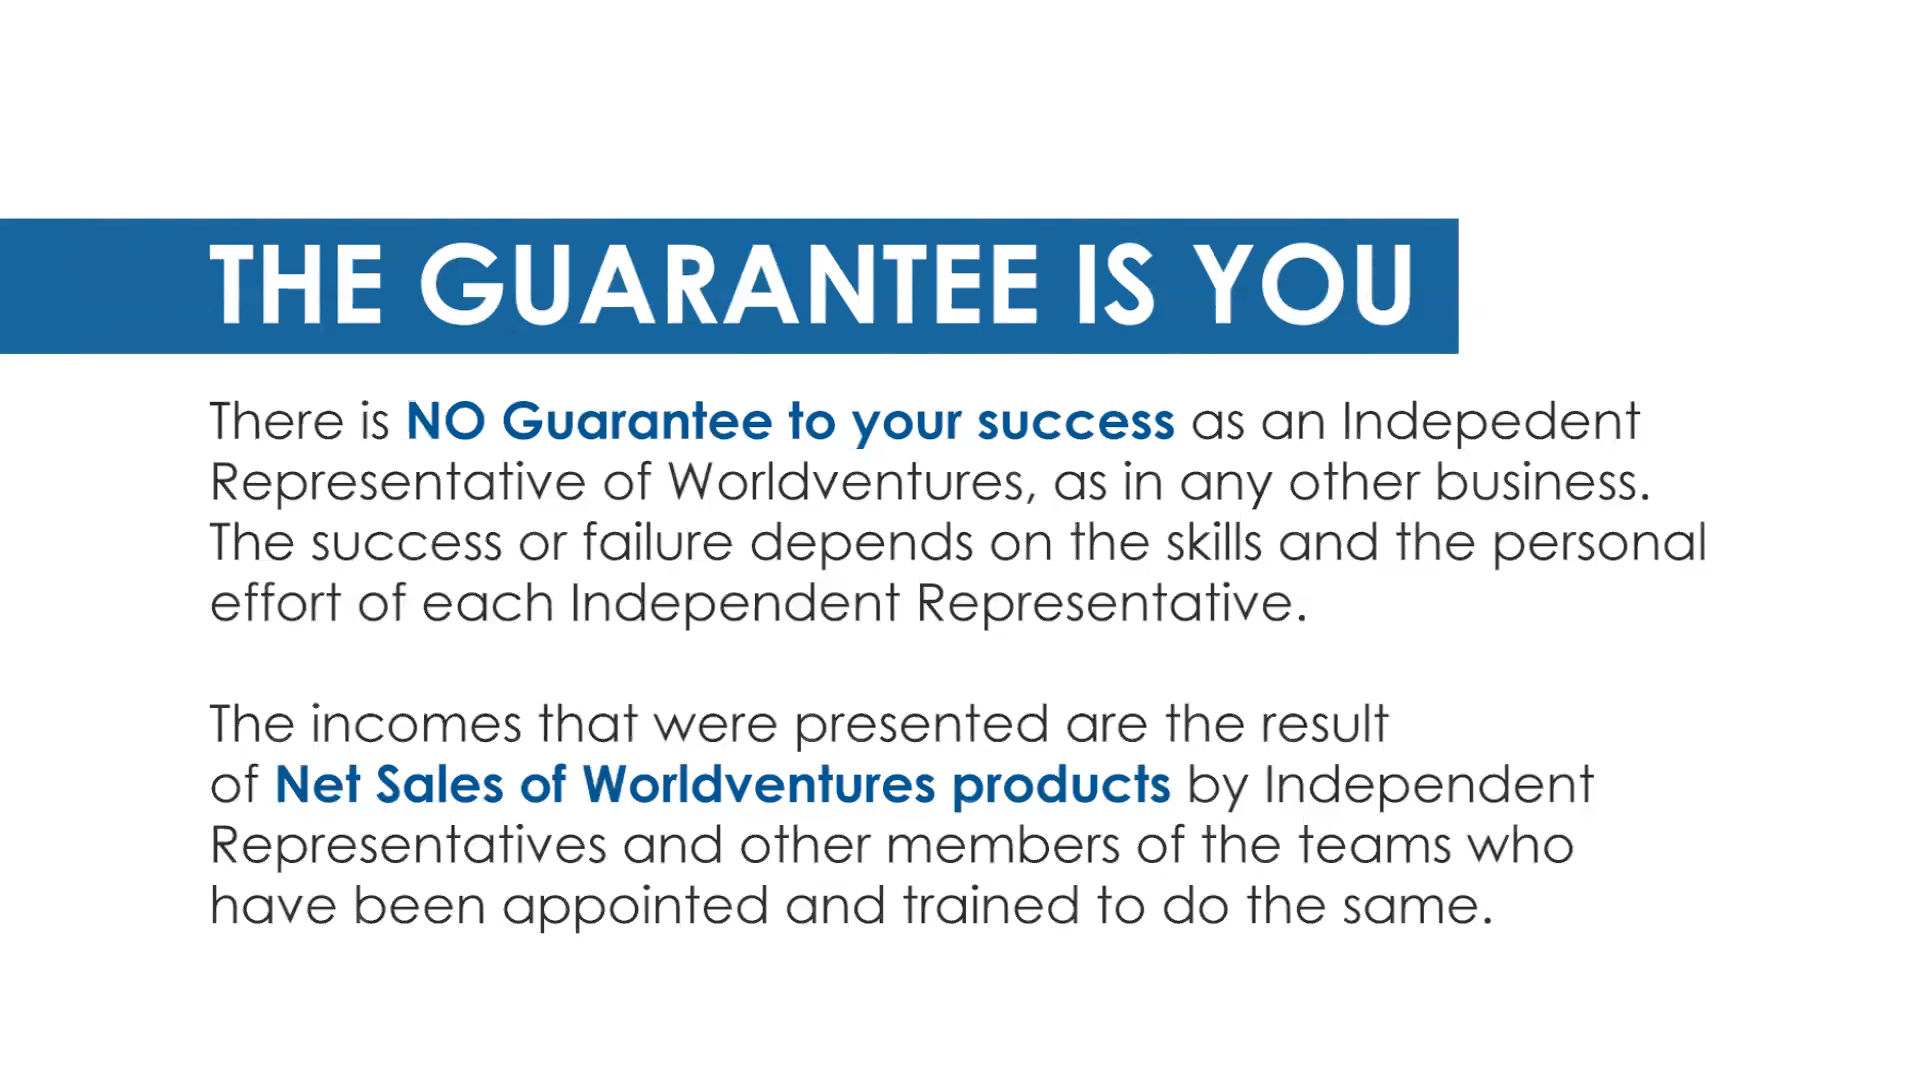 THE GUARANTEE IS YOU
There is NO Guarantee to your success as an Indepedent
Representative of Worldventures, as in any other business.
The success or failure depends on the skills and the personal
effort of each Independent Representative.
The incomes that were presented are the result
of Net Sales of Worldventures products by Independent
Representatives and other members of the teams who
have been appointed and trained to do the same.